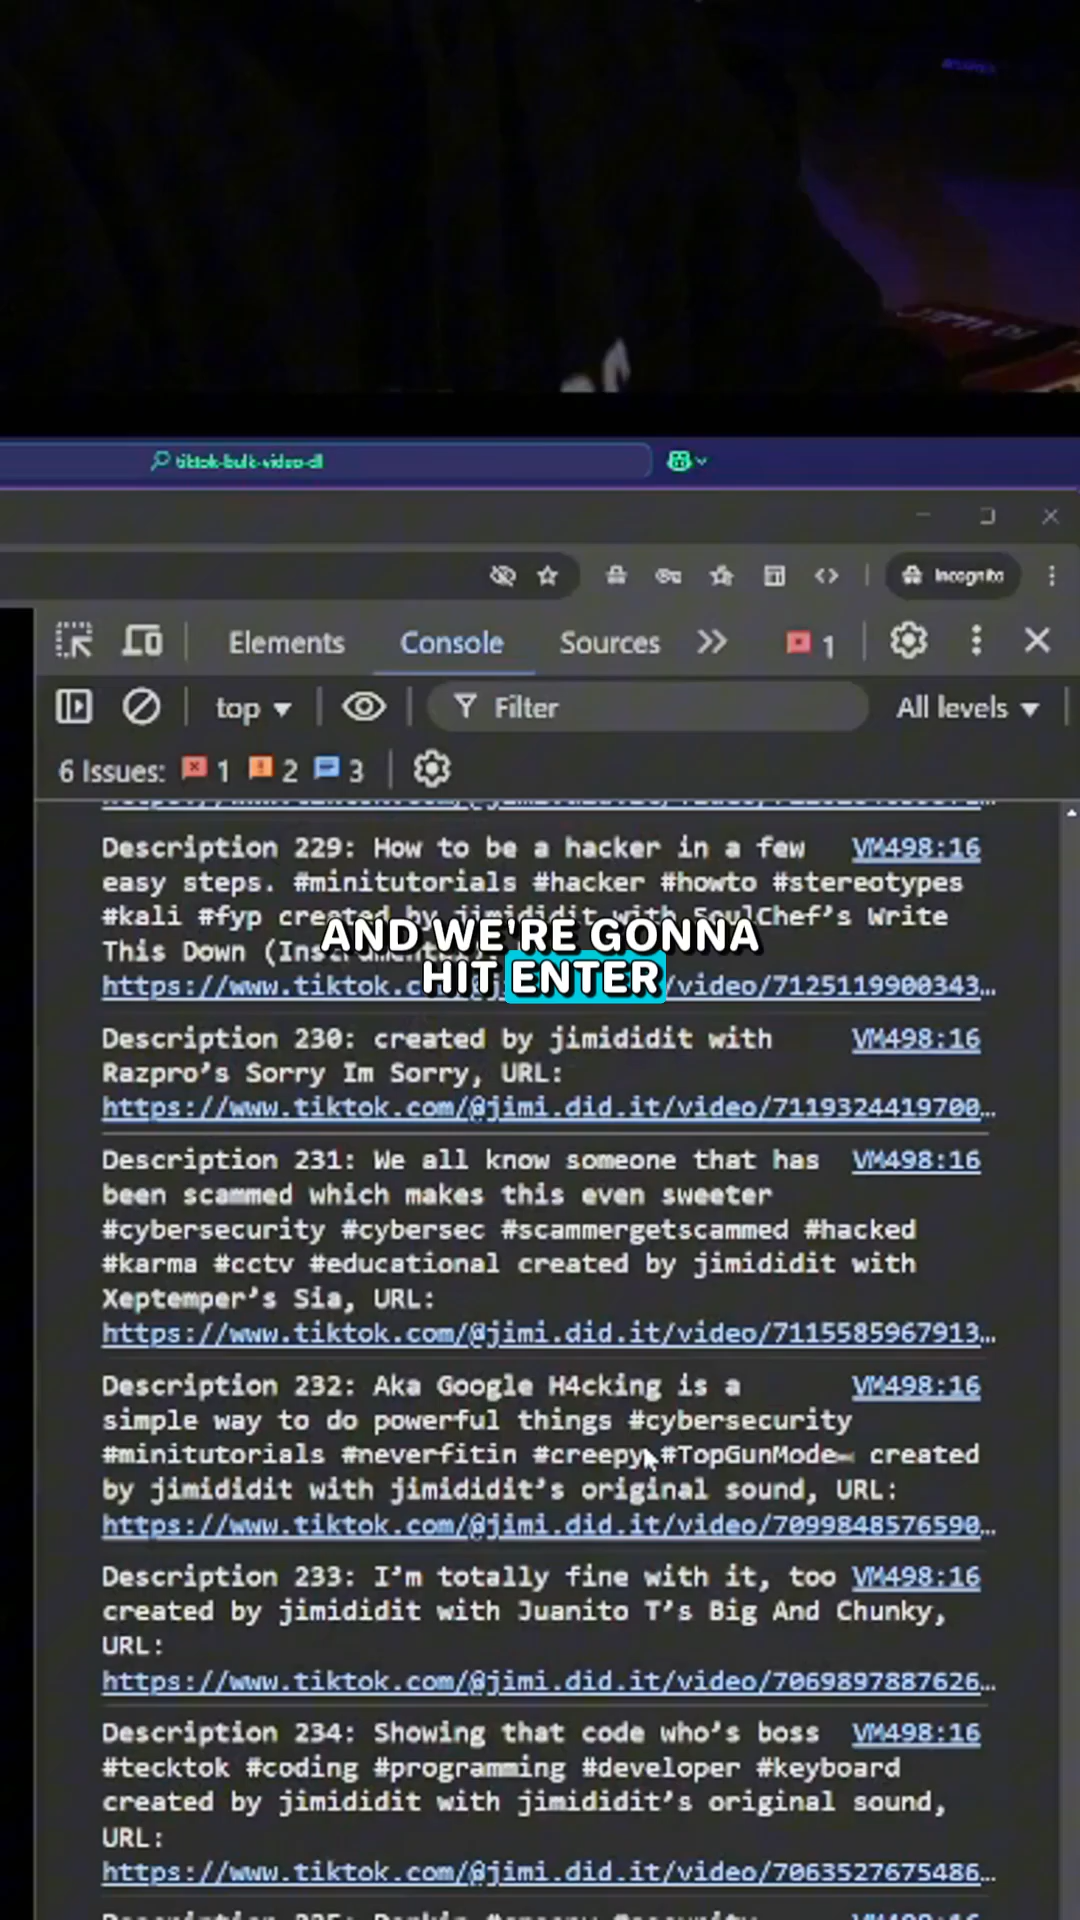 tiktok-bulk-video-dl
Incognito
Elements Console Sources 1
top Filter All levels
6 Issues: 1 2 3
Description 229: How to be a hacker in a few VM498:16
easy steps. #minitutorials #hacker #howto #stereotypes
#kali #fyp created by jimididit with SoulChef's Write
This Down
AND WE'RE GONNA
HIT ENTER
/video/7125119900343…
Description 230: created by jimididit with VM498:16
Razpro's Sorry Im Sorry, URL:
https://www.tiktok.com/@jimi.did.it/video/7119324419700…
Description 231: We all know someone that has VM498:16
been scammed which makes this even sweeter
#cybersecurity #cybersec #scammergetscammed #hacked
#karma #cctv #educational created by jimididit with
Xeptemper's Sia, URL:
https://www.tiktok.com/@jimi.did.it/video/7115585967913…
Description 232: Aka Google H4cking is a VM498:16
simple way to do powerful things #cybersecurity
#minitutorials #neverfitin #creepy #TopGunMode created
by jimididit with jimididit's original sound, URL:
https://www.tiktok.com/@jimi.did.it/video/7099848576590…
Description 233: I'm totally fine with it, too VM498:16
created by jimididit with Juanito T's Big And Chunky,
URL:
https://www.tiktok.com/@jimi.did.it/video/7069897887626…
Description 234: Showing that code who's boss VM498:16
#tecktok #coding #programming #developer #keyboard
created by jimididit with jimididit's original sound,
URL:
https://www.tiktok.com/@jimi.did.it/video/7063527675486…